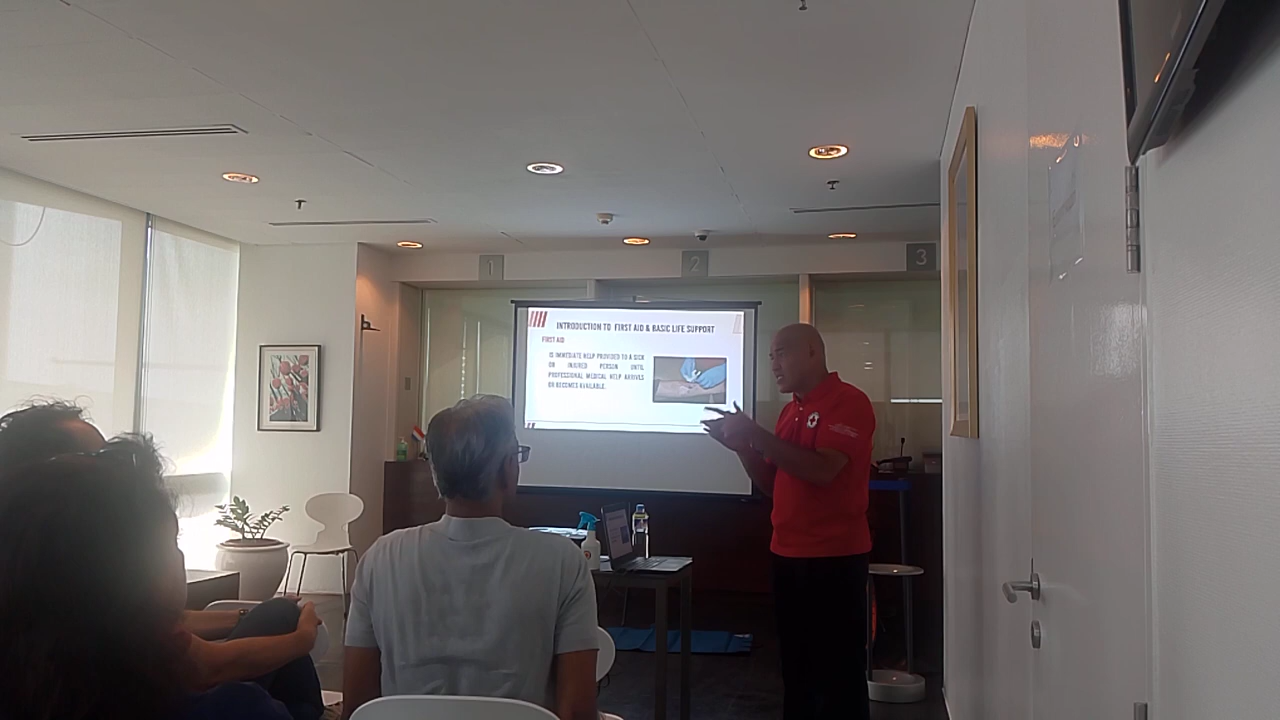 1
2
3
INTRODUCTION TO FIRST AID & BASIC LIFE SUPPORT
FIRST AID
IS IMMEDIATE HELP PROVIDED TO A SICK
OR INJURED PERSON UNTIL
PROFESSIONAL MEDICAL HELP ARRIVES
OR BECOMES AVAILABLE.